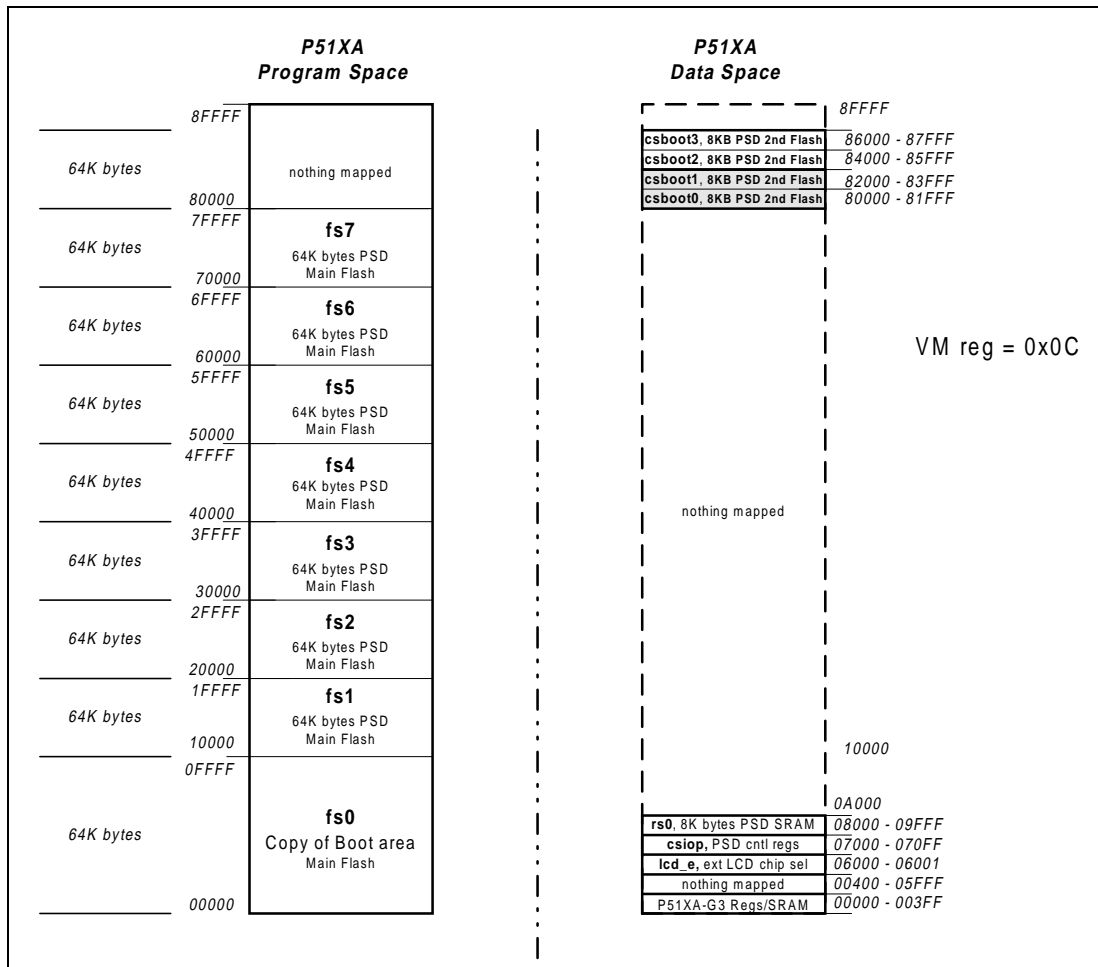 P51XA
Program Space
8FFFF
64K bytes
nothing mapped
80000
7FFFF
64K bytes
fs7
64K bytes PSD
Main Flash
70000
6FFFF
64K bytes
fs6
64K bytes PSD
Main Flash
60000
5FFFF
64K bytes
fs5
64K bytes PSD
Main Flash
50000
4FFFF
64K bytes
fs4
64K bytes PSD
Main Flash
40000
3FFFF
64K bytes
fs3
64K bytes PSD
Main Flash
30000
2FFFF
64K bytes
fs2
64K bytes PSD
Main Flash
20000
1FFFF
64K bytes
fs1
64K bytes PSD
Main Flash
10000
0FFFF
64K bytes
fs0
Copy of Boot area
Main Flash
00000
P51XA
Data Space
8FFFF
csboot3, 8KB PSD 2nd Flash 86000 - 87FFF
csboot2, 8KB PSD 2nd Flash 84000 - 85FFF
csboot1, 8KB PSD 2nd Flash 82000 - 83FFF
csboot0, 8KB PSD 2nd Flash 80000 - 81FFF
nothing mapped
10000
0A000
rs0, 8K bytes PSD SRAM 08000 - 09FFF
csiop, PSD cntl regs 07000 - 070FF
lcd_e, ext LCD chip sel 06000 - 06001
nothing mapped 00400 - 05FFF
P51XA-G3 Regs/SRAM 00000 - 003FF
VM reg = 0x0C